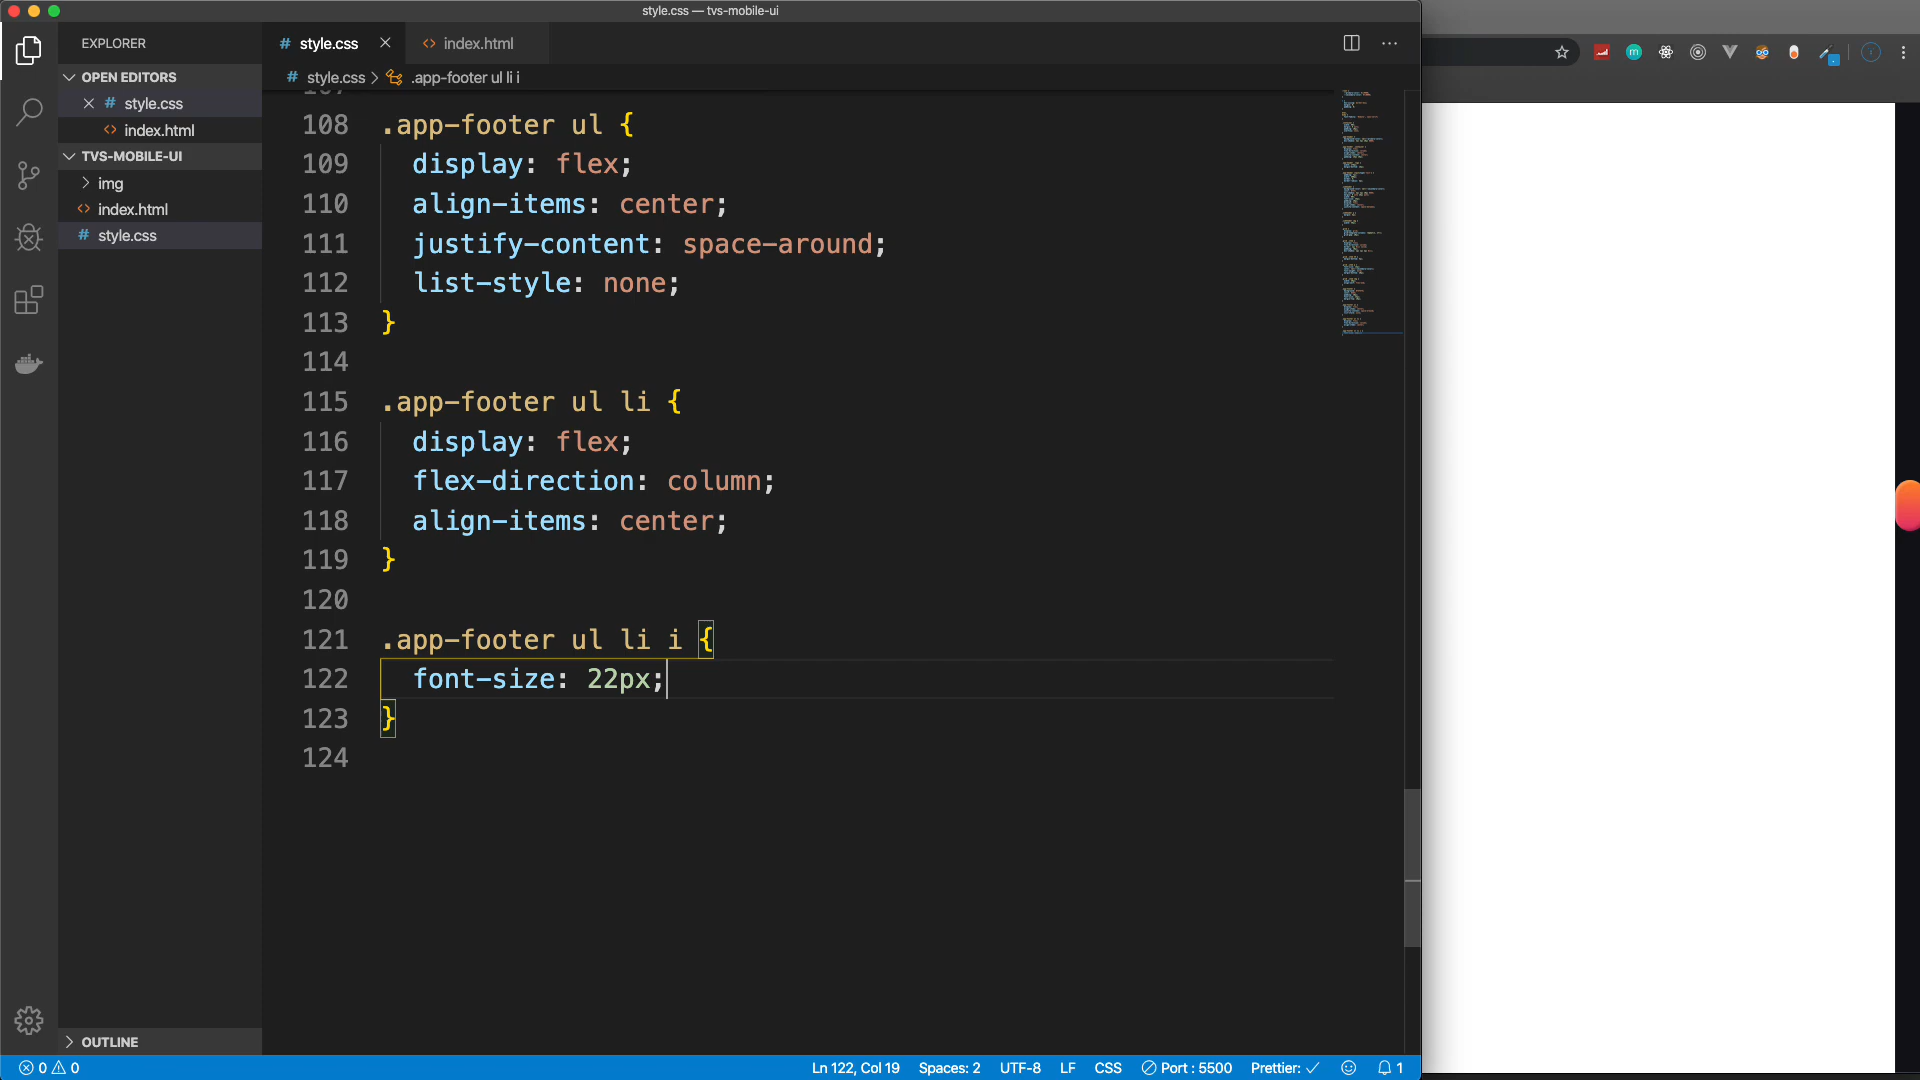 style.css — tvs-mobile-ui
EXPLORER
OPEN EDITORS
style.css
index.html
TVS-MOBILE-UI
img
index.html
style.css
OUTLINE
# style.css
index.html
# style.css > .app-footer ul li i
107
108 .app-footer ul {
109 display: flex;
110 align-items: center;
111 justify-content: space-around;
112 list-style: none;
113 }
114
115 .app-footer ul li {
116 display: flex;
117 flex-direction: column;
118 align-items: center;
119 }
120
121 .app-footer ul li i {
122 font-size: 22px;
123 }
124
0 0 Ln 122, Col 19 Spaces: 2 UTF-8 LF CSS Port : 5500 Prettier: ✓ 1